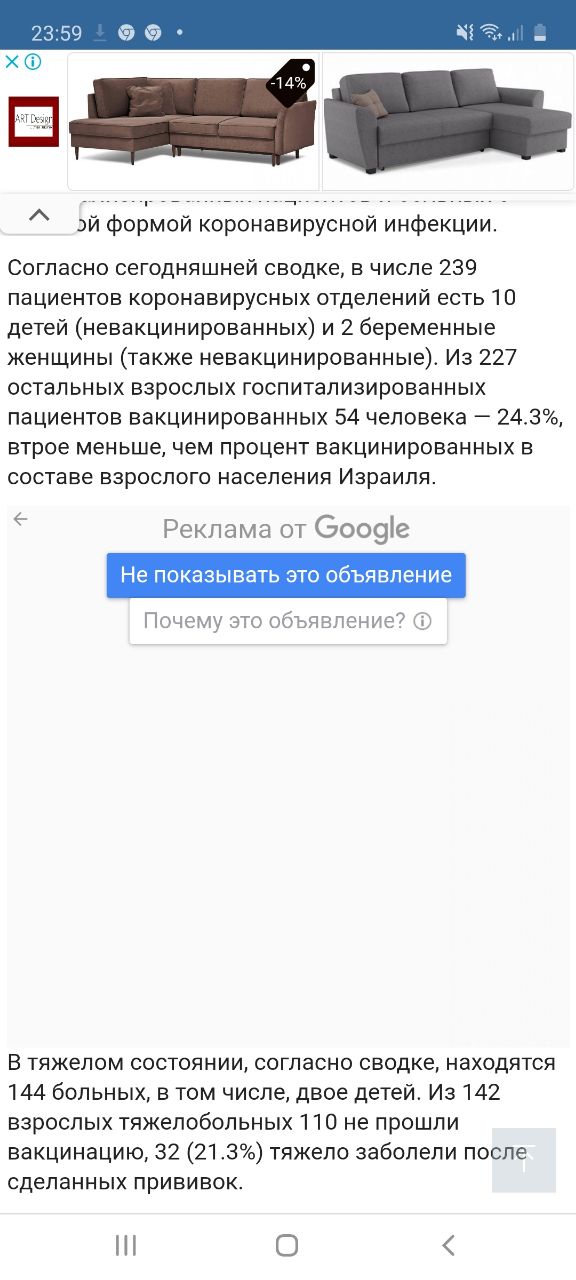 23:59
-14%
ART Design
ой формой коронавирусной инфекции.
Согласно сегодняшней сводке, в числе 239
пациентов коронавирусных отделений есть 10
детей (невакцинированных) и 2 беременные
женщины (также невакцинированные). Из 227
остальных взрослых госпитализированных
пациентов вакцинированных 54 человека — 24.3%,
втрое меньше, чем процент вакцинированных в
составе взрослого населения Израиля.
Реклама от Google
Не показывать это объявление
Почему это объявление?
В тяжелом состоянии, согласно сводке, находятся
144 больных, в том числе, двое детей. Из 142
взрослых тяжелобольных 110 не прошли
вакцинацию, 32 (21.3%) тяжело заболели после
сделанных прививок.